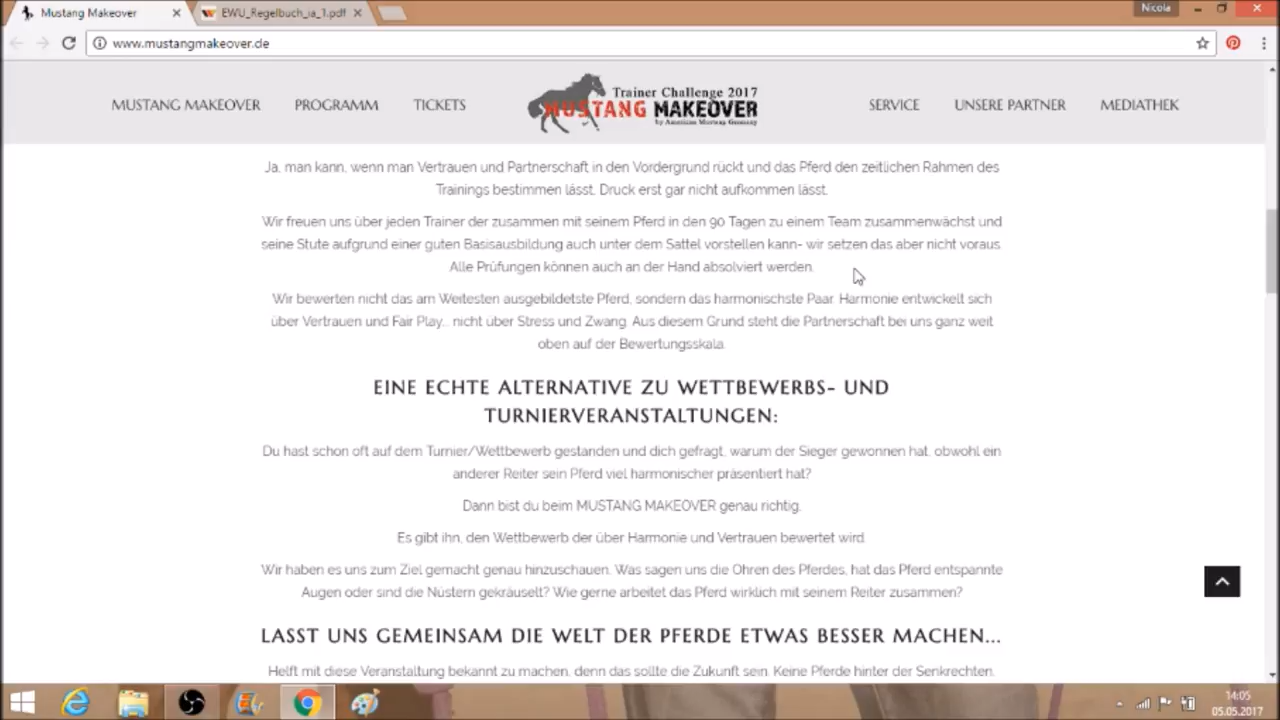 Mustang Makeover
EWU_Regelbuch_ia_1.pdf
Nicola
www.mustangmakeover.de
MUSTANG MAKEOVER
PROGRAMM
TICKETS
Trainer Challenge 2017
MUSTANG MAKEOVER
by American Mustang Germany
SERVICE
UNSERE PARTNER
MEDIATHEK
Ja, man kann, wenn man Vertrauen und Partnerschaft in den Vordergrund rückt und das Pferd den zeitlichen Rahmen des
Trainings bestimmen lässt. Druck erst gar nicht aufkommen lässt.
Wir freuen uns über jeden Trainer der zusammen mit seinem Pferd in den 90 Tagen zu einem Team zusammenwächst und
seine Stute aufgrund einer guten Basisausbildung auch unter dem Sattel vorstellen kann- wir setzen das aber nicht voraus.
Alle Prüfungen können auch an der Hand absolviert werden.
Wir bewerten nicht das am Weitesten ausgebildetste Pferd, sondern das harmonischste Paar. Harmonie entwickelt sich
über Vertrauen und Fair Play... nicht über Stress und Zwang. Aus diesem Grund steht die Partnerschaft bei uns ganz weit
oben auf der Bewertungsskala.
EINE ECHTE ALTERNATIVE ZU WETTBEWERBS- UND
TURNIERVERANSTALTUNGEN:
Du hast schon oft auf dem Turnier/Wettbewerb gestanden und dich gefragt, warum der Sieger gewonnen hat, obwohl ein
anderer Reiter sein Pferd viel harmonischer präsentiert hat?
Dann bist du beim MUSTANG MAKEOVER genau richtig.
Es gibt ihn, den Wettbewerb der über Harmonie und Vertrauen bewertet wird.
Wir haben es uns zum Ziel gemacht genau hinzuschauen. Was sagen uns die Ohren des Pferdes, hat das Pferd entspannte
Augen oder sind die Nüstern gekräuselt? Wie gerne arbeitet das Pferd wirklich mit seinem Reiter zusammen?
LASST UNS GEMEINSAM DIE WELT DER PFERDE ETWAS BESSER MACHEN...
Helft mit diese Veranstaltung bekannt zu machen, denn das sollte die Zukunft sein. Keine Pferde hinter der Senkrechten,
14:05
05.05.2017